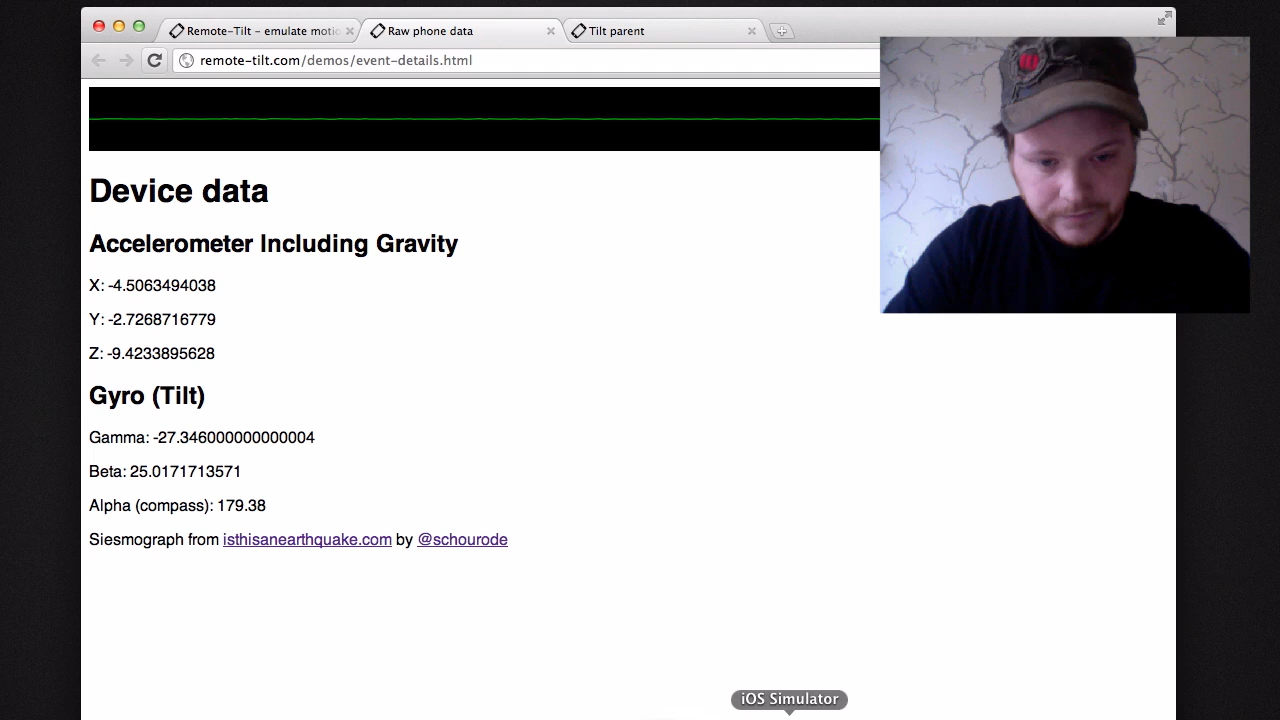 Remote-Tilt - emulate motio
Raw phone data
Tilt parent
remote-tilt.com/demos/event-details.html
Device data
Accelerometer Including Gravity
X: -4.5063494038
Y: -2.7268716779
Z: -9.4233895628
Gyro (Tilt)
Gamma: -27.346000000000004
Beta: 25.0171713571
Alpha (compass): 179.38
Siesmograph from isthisanearthquake.com by @schourode
iOS Simulator